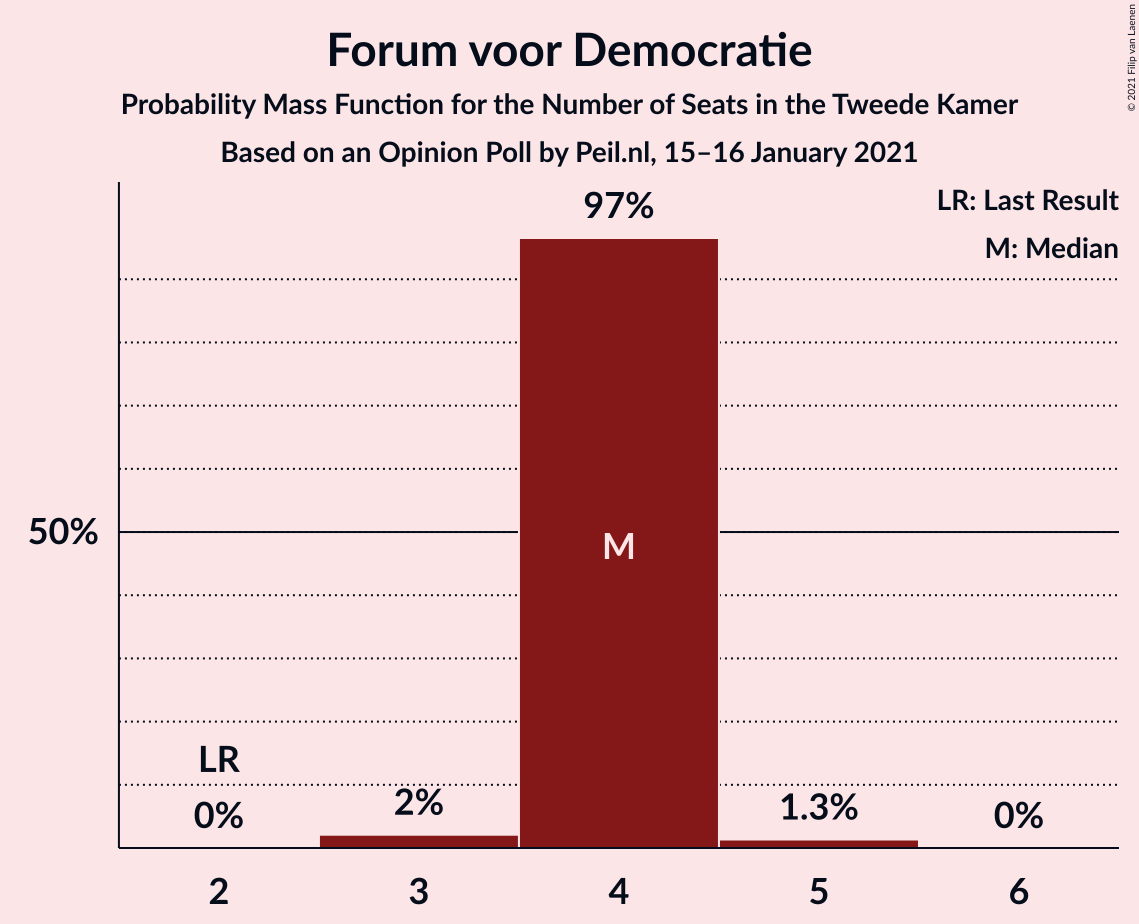 Forum voor Democratie
Probability Mass Function for the Number of Seats in the Tweede Kamer
Based on an Opinion Poll by Peil.nl, 15–16 January 2021
© 2021 Filip van Laenen
LR: Last Result
M: Median
97%
50%
M
LR
0%
2%
1.3%
0%
2 3 4 5 6